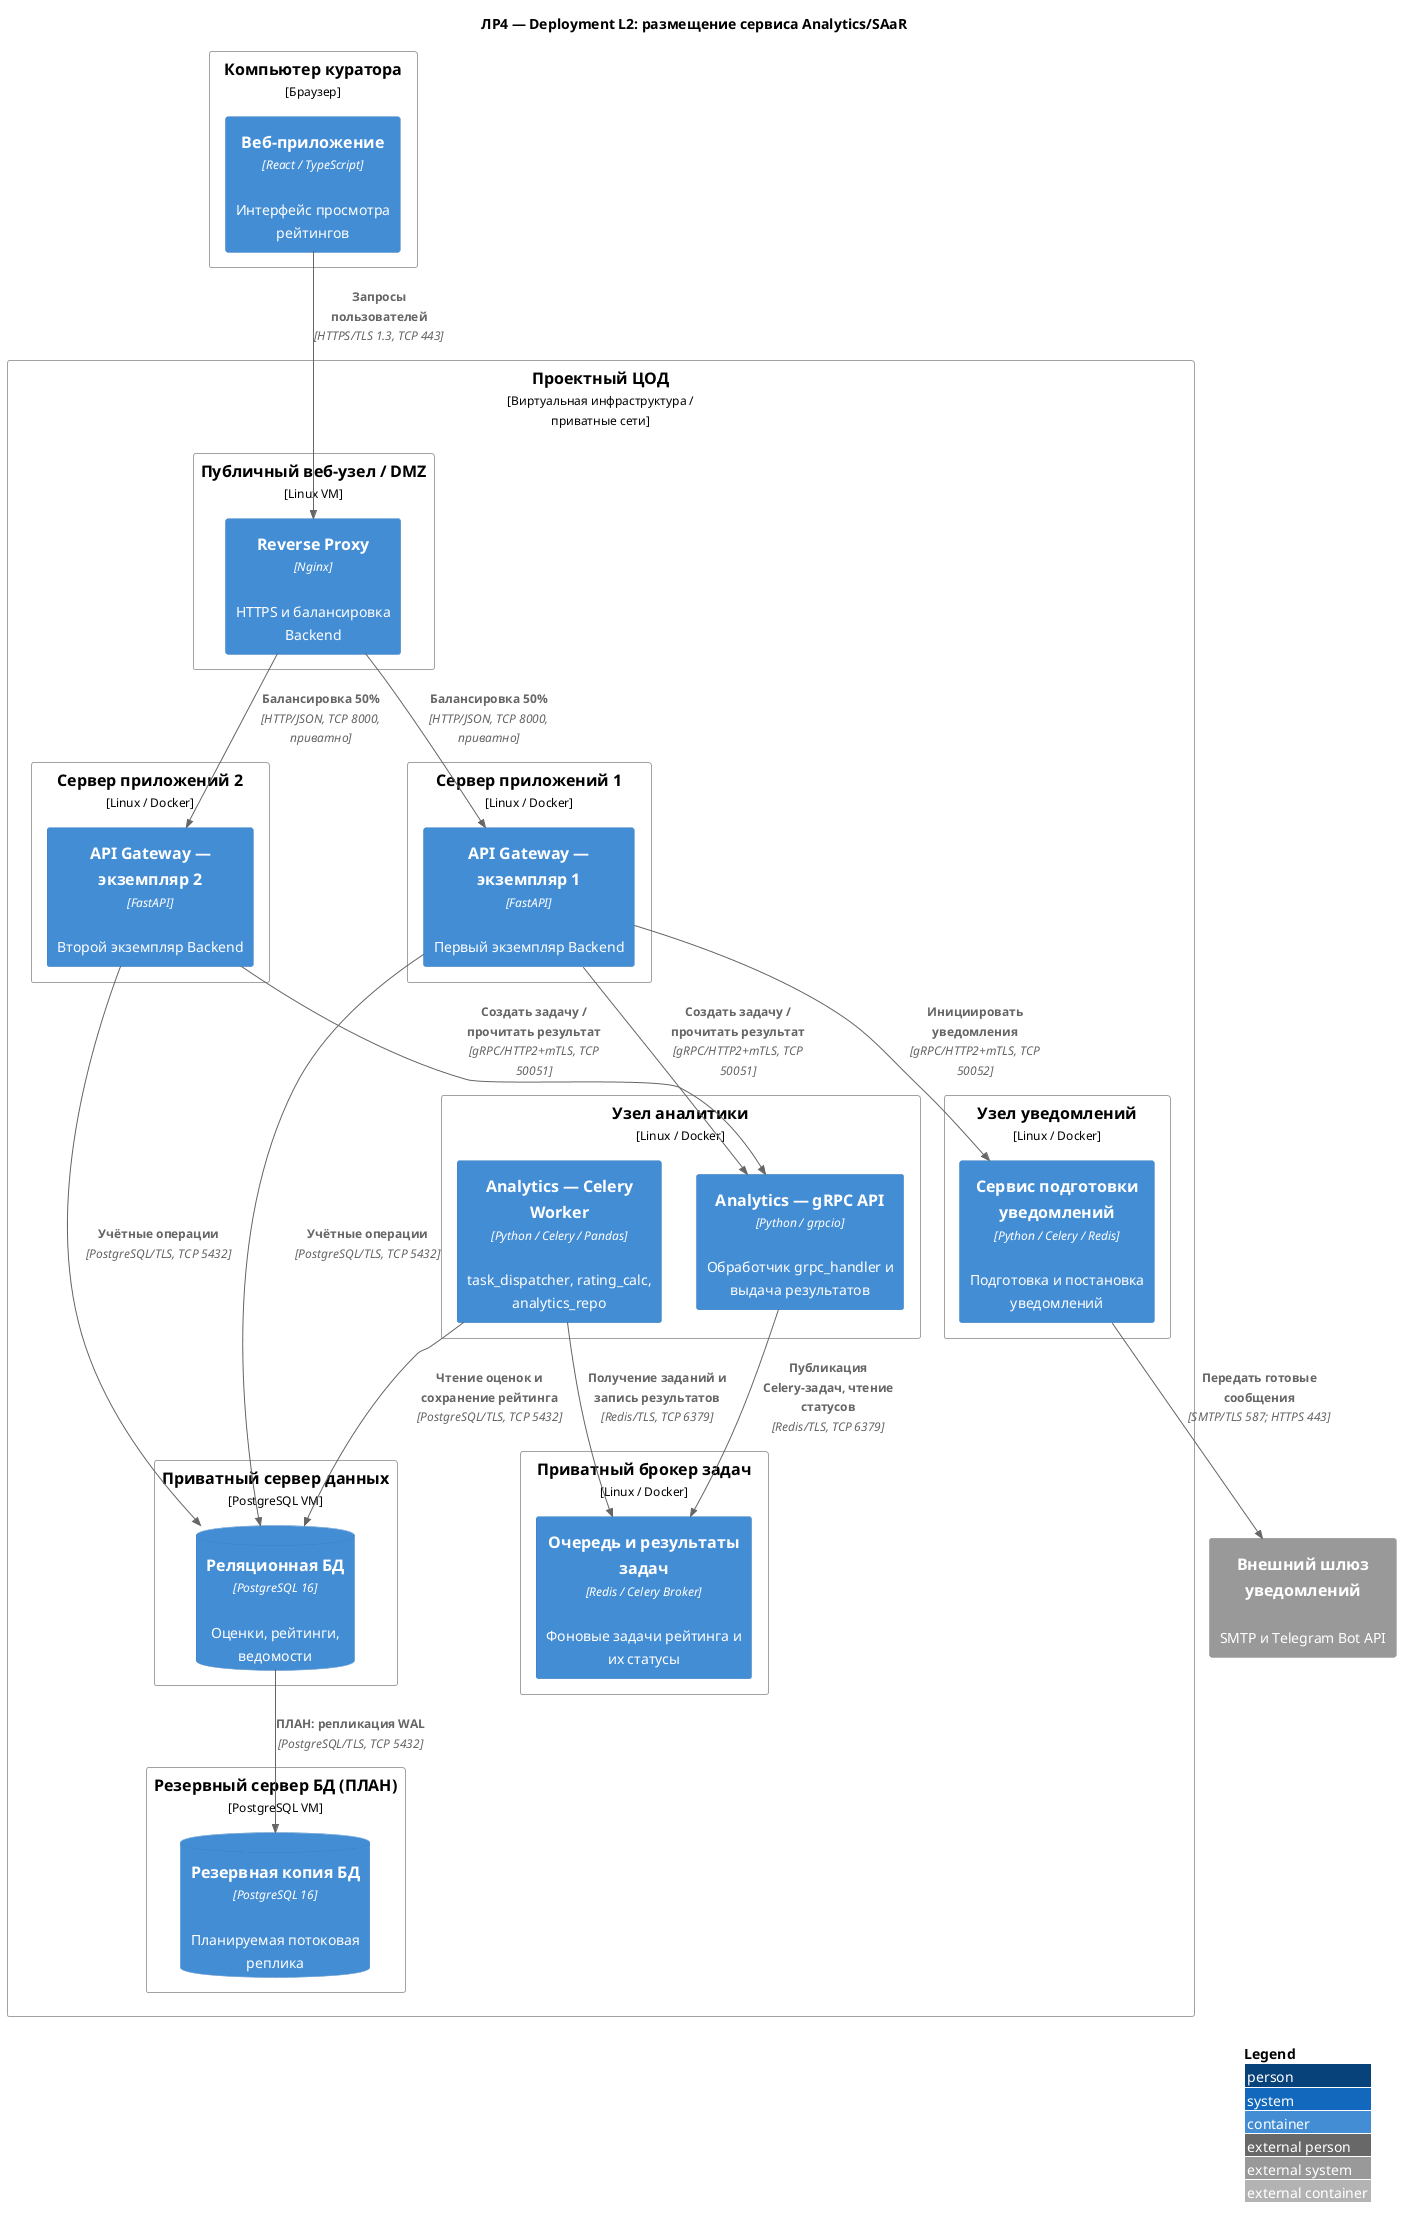 ЛР4 — Deployment L2: размещение сервиса Analytics/SAaR
Компьютер куратора
[Браузер]
Веб-приложение
[React / TypeScript]
Интерфейс просмотра
рейтингов
Запросы
пользователей
[HTTPS/TLS 1.3, TCP 443]
Проектный ЦОД
[Виртуальная инфраструктура /
приватные сети]
Публичный веб-узел / DMZ
[Linux VM]
Reverse Proxy
[Nginx]
HTTPS и балансировка
Backend
Балансировка 50%
[HTTP/JSON, TCP 8000,
приватно]
Балансировка 50%
[HTTP/JSON, TCP 8000,
приватно]
Сервер приложений 2
[Linux / Docker]
API Gateway —
экземпляр 2
[FastAPI]
Второй экземпляр Backend
Сервер приложений 1
[Linux / Docker]
API Gateway —
экземпляр 1
[FastAPI]
Первый экземпляр Backend
Создать задачу /
прочитать результат
[gRPC/HTTP2+mTLS, TCP
50051]
Создать задачу /
прочитать результат
[gRPC/HTTP2+mTLS, TCP
50051]
Инициировать
уведомления
[gRPC/HTTP2+mTLS, TCP
50052]
Узел аналитики
[Linux / Docker]
Analytics — Celery
Worker
[Python / Celery / Pandas]
task_dispatcher, rating_calc,
analytics_repo
Analytics — gRPC API
[Python / grpcio]
Обработчик grpc_handler и
выдача результатов
Узел уведомлений
[Linux / Docker]
Сервис подготовки
уведомлений
[Python / Celery / Redis]
Подготовка и постановка
уведомлений
Учётные операции
[PostgreSQL/TLS, TCP 5432]
Учётные операции
[PostgreSQL/TLS, TCP 5432]
Чтение оценок и
сохранение рейтинга
[PostgreSQL/TLS, TCP 5432]
Получение заданий и
запись результатов
[Redis/TLS, TCP 6379]
Публикация
Celery-задач, чтение
статусов
[Redis/TLS, TCP 6379]
Передать готовые
сообщения
[SMTP/TLS 587; HTTPS 443]
Приватный сервер данных
[PostgreSQL VM]
Реляционная БД
[PostgreSQL 16]
Оценки, рейтинги,
ведомости
Приватный брокер задач
[Linux / Docker]
Очередь и результаты
задач
[Redis / Celery Broker]
Фоновые задачи рейтинга и
их статусы
Внешний шлюз
уведомлений
SMTP и Telegram Bot API
ПЛАН: репликация WAL
[PostgreSQL/TLS, TCP 5432]
Резервный сервер БД (ПЛАН)
[PostgreSQL VM]
Резервная копия БД
[PostgreSQL 16]
Планируемая потоковая
реплика
Legend
person
system
container
external person
external system
external container